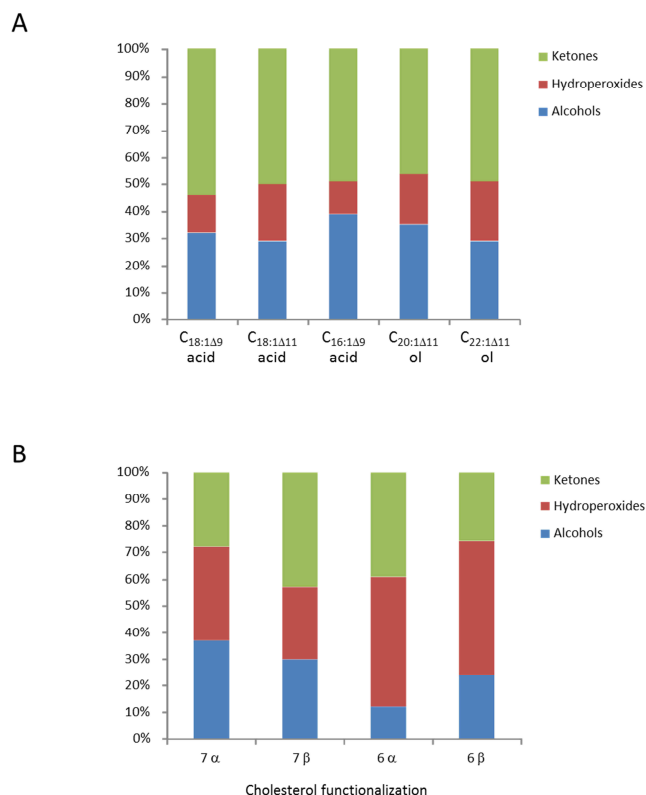 A
100%
90%
80%
70%
60%
50%
40%
30%
20%
10%
0%
Ketones
Hydroperoxides
Alcohols
C18:1Δ9 C18:1Δ11 C16:1Δ9 C20:1Δ11 C22:1Δ11
acid acid acid ol ol
B
100%
90%
80%
70%
60%
50%
40%
30%
20%
10%
0%
Ketones
Hydroperoxides
Alcohols
7 α 7 β 6 α 6 β
Cholesterol functionalization